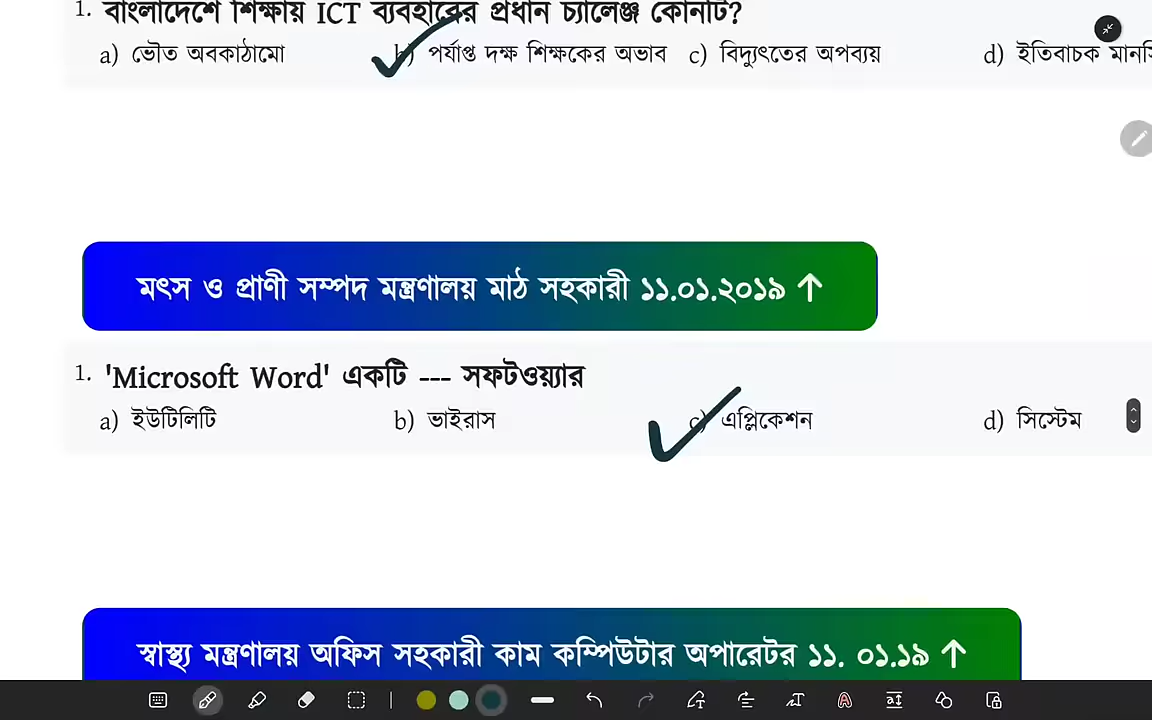 1. বাংলাদেশে শিক্ষায় ICT ব্যবহারের প্রধান চ্যালেঞ্জ কোনটি?
a) ভৌত অবকাঠামো b) পর্যাপ্ত দক্ষ শিক্ষকের অভাব c) বিদ্যুৎতের অপব্যয় d) ইতিবাচক
মৎস ও প্রাণী সম্পদ মন্ত্রণালয় মাঠ সহকারী ১১.০১.২০১৯ ↑
1. 'Microsoft Word' একটি --- সফটওয়্যার
a) ইউটিলিটি b) ভাইরাস c) এপ্লিকেশন d) সিস্টেম
স্বাস্থ্য মন্ত্রণালয় অফিস সহকারী কাম কম্পিউটার অপারেটর ১১. ০১.১৯ ↑